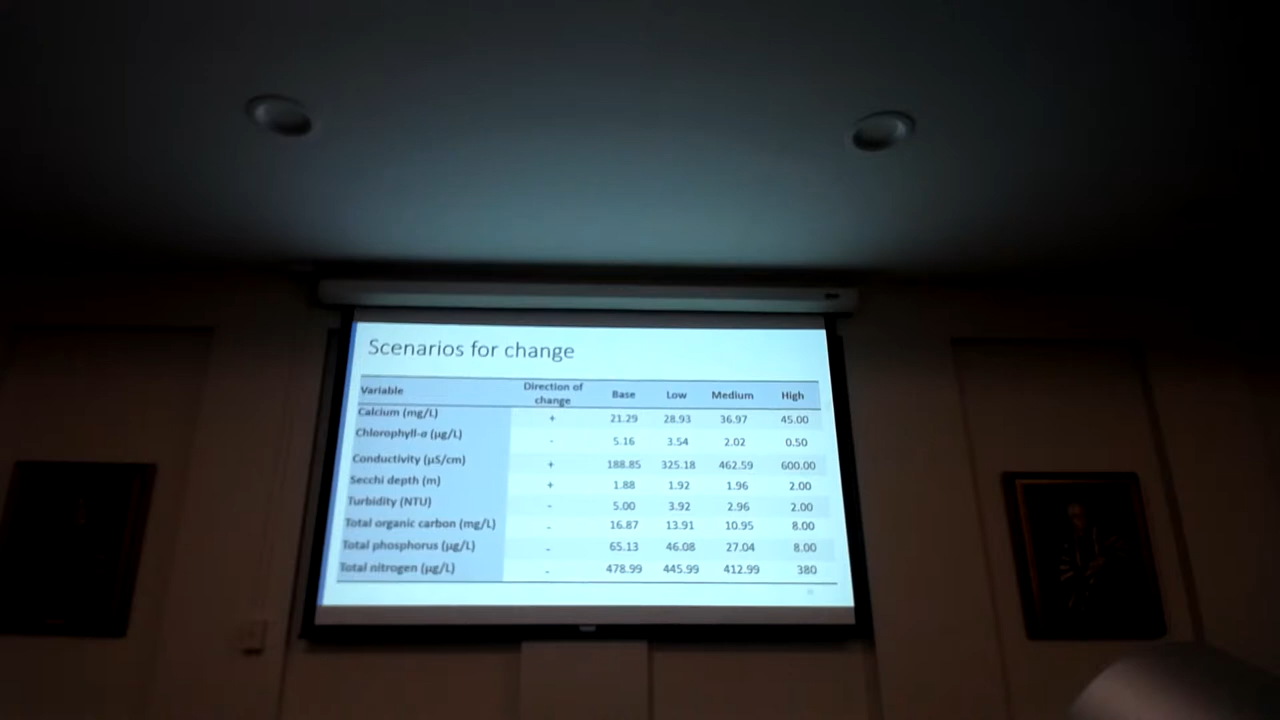 Scenarios for change
Variable Direction of change Base Low Medium High
Calcium (mg/L) + 21.29 28.93 36.97 45.00
Chlorophyll-a (µg/L) - 5.16 3.54 2.02 0.50
Conductivity (µS/cm) + 188.85 325.18 462.59 600.00
Secchi depth (m) + 1.88 1.92 1.96 2.00
Turbidity (NTU) - 5.00 3.92 2.96 2.00
Total organic carbon (mg/L) - 16.87 13.91 10.95 8.00
Total phosphorus (µg/L) - 65.13 46.08 27.04 8.00
Total nitrogen (µg/L) - 478.99 445.99 412.99 380